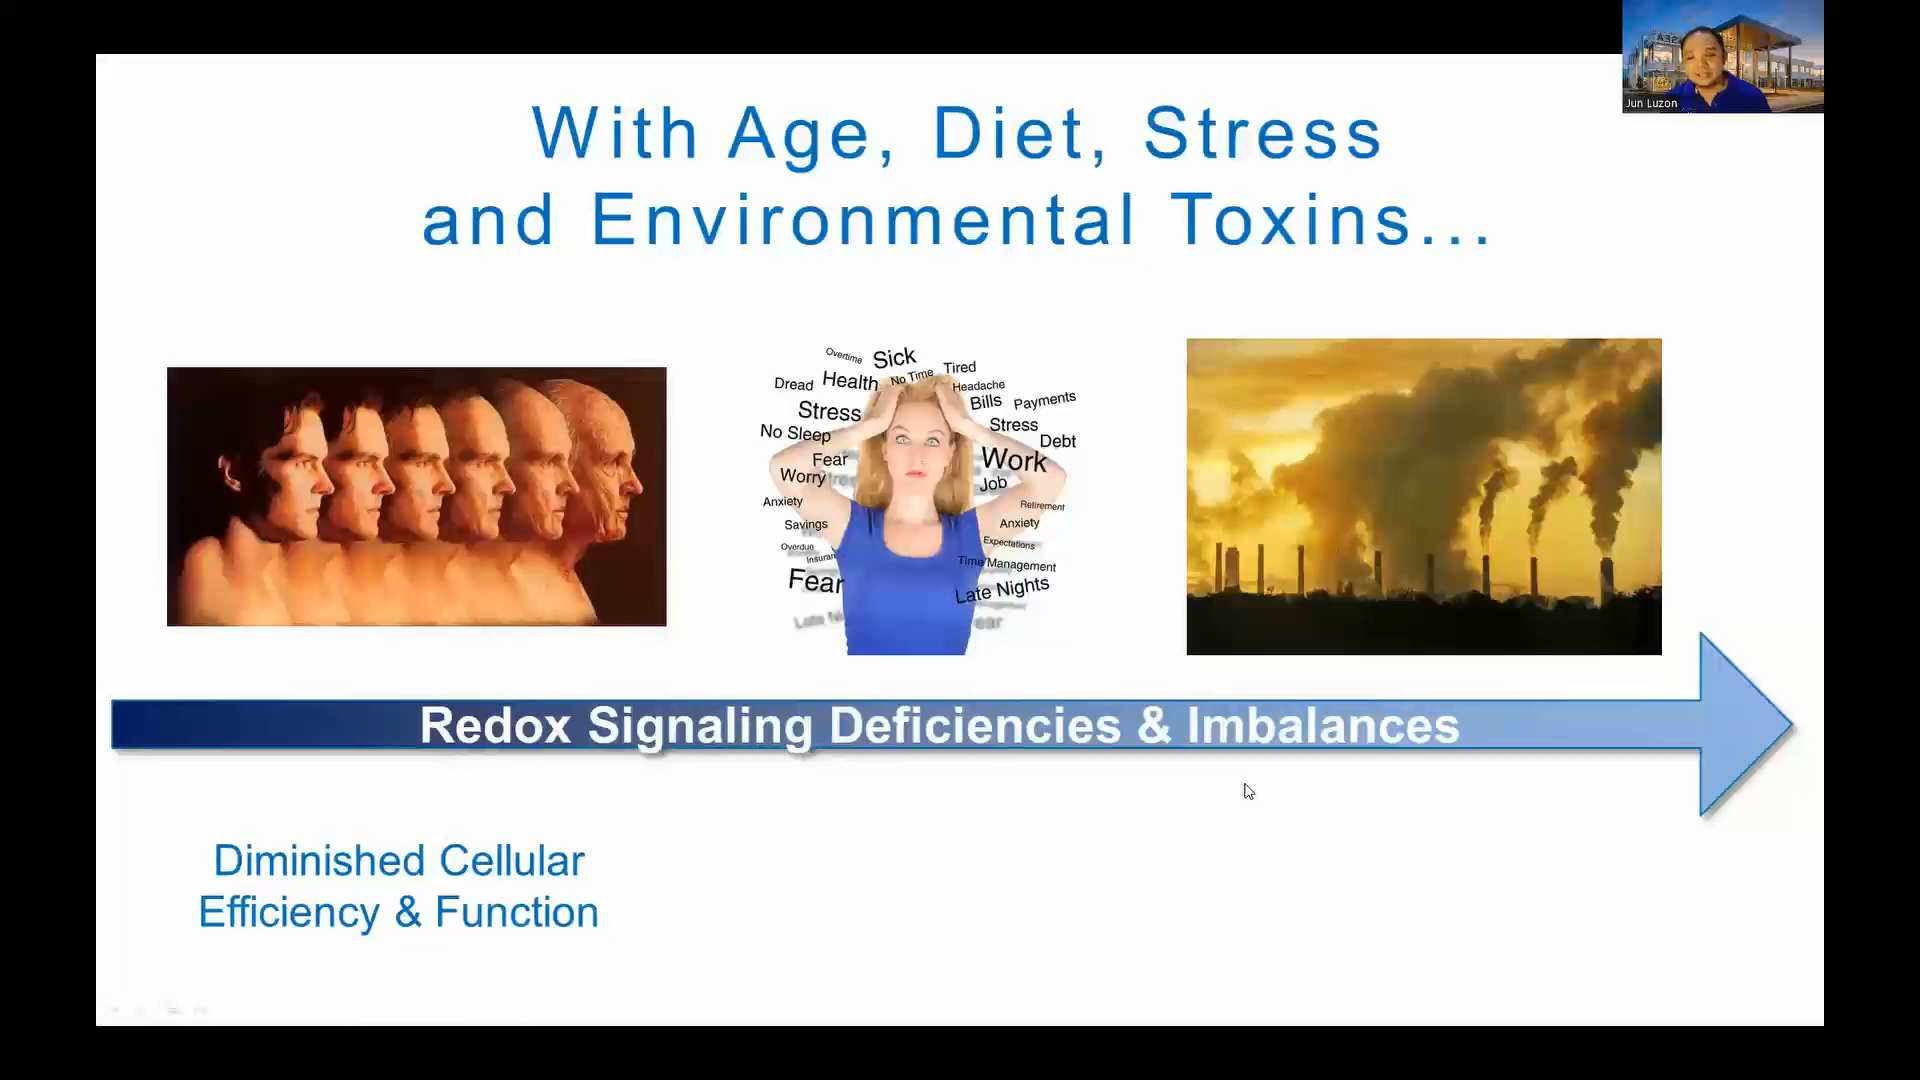 ASEA
Jun Luzon
With Age, Diet, Stress
and Environmental Toxins...
Overtime
Sick
Tired
Dread
Health
No Time
Headache
Bills
Payments
Stress
Stress
No Sleep
Debt
Fear
Work
Worry
Job
Anxiety
Retirement
Savings
Anxiety
Overdue
Expectations
Time Management
Fear
Late Nights
Redox Signaling Deficiencies & Imbalances
Diminished Cellular
Efficiency & Function